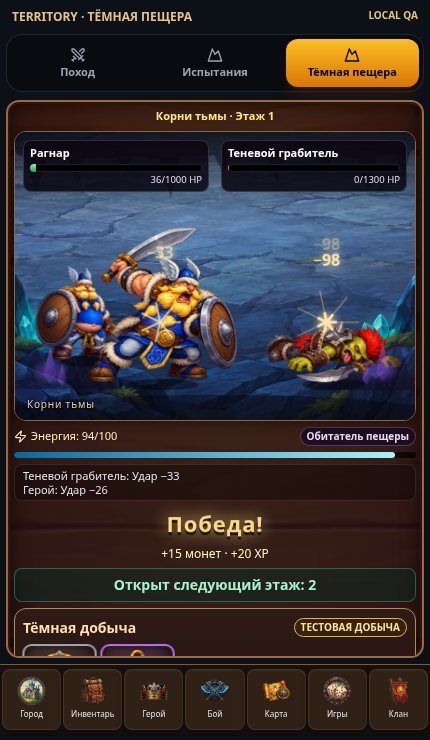 TERRITORY · ТЁМНАЯ ПЕЩЕРА
LOCAL QA
Поход
Испытания
Тёмная пещера
Корни тьмы · Этаж 1
Рагнар
36/1000 HP
Теневой грабитель
0/1300 HP
33
98
−98
Корни тьмы
Энергия: 94/100
Обитатель пещеры
Теневой грабитель: Удар −33
Герой: Удар −26
Победа!
+15 монет · +20 XP
Открыт следующий этаж: 2
Тёмная добыча
ТЕСТОВАЯ ДОБЫЧА
Город
Инвентарь
Герой
Бой
Карта
Игры
Клан